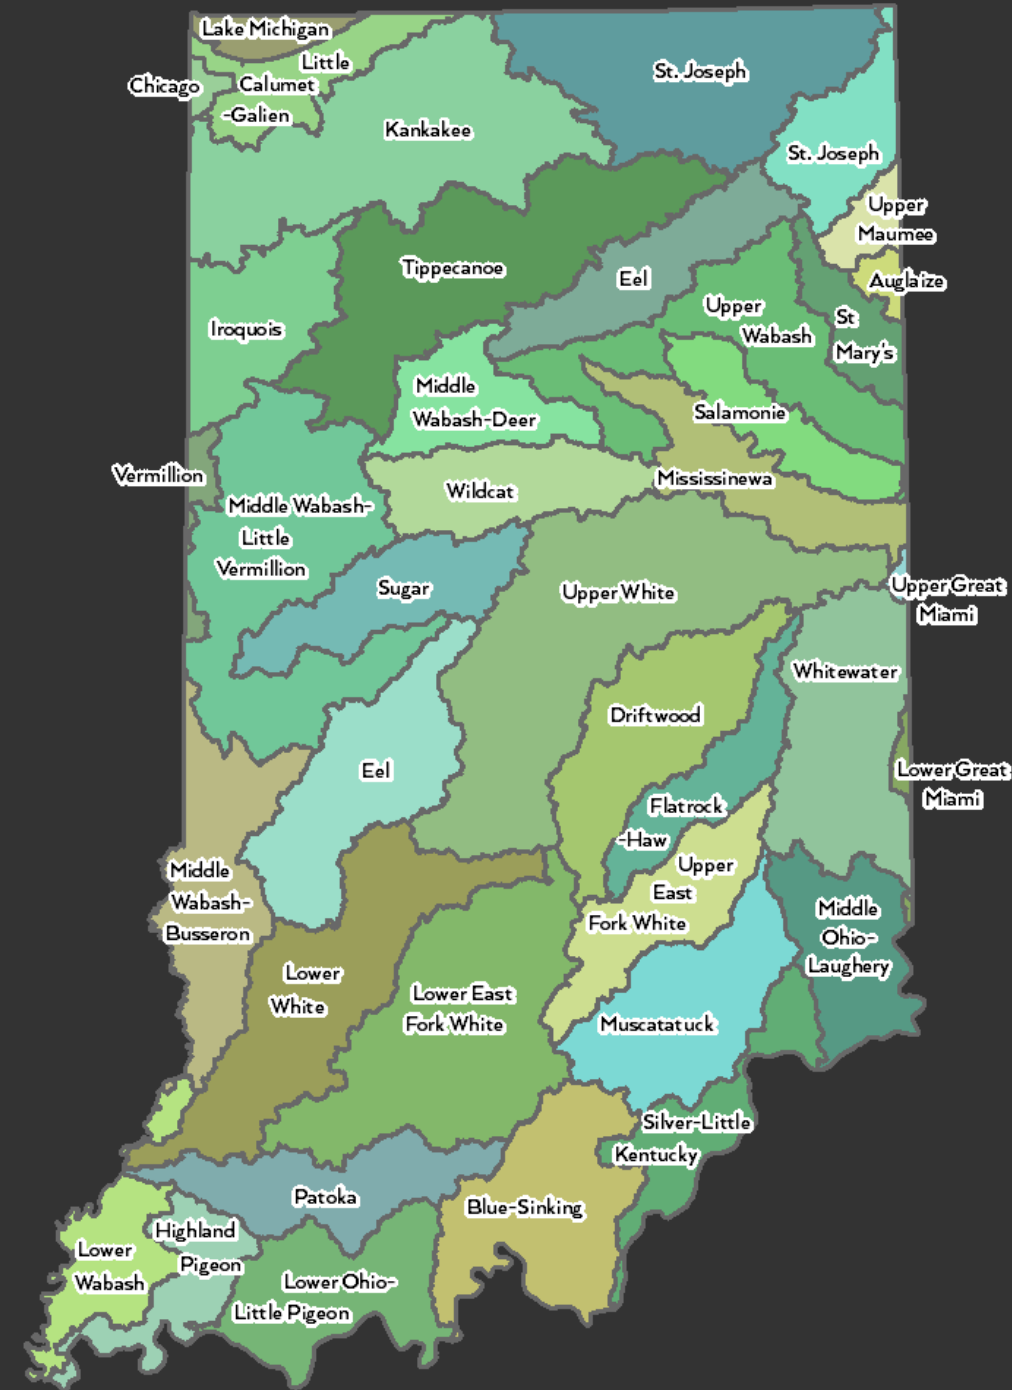 Lake Michigan
Little
Calumet
-Galien
Chicago
St. Joseph
Kankakee
St. Joseph
Upper
Maumee
Tippecanoe
Eel
Auglaize
Upper
Wabash
St
Mary's
Iroquois
Middle
Wabash-Deer
Salamonie
Vermillion
Wildcat
Mississinewa
Middle Wabash-
Little
Vermillion
Sugar
Upper White
Upper Great
Miami
Whitewater
Driftwood
Eel
Lower Great
Miami
Flatrock
-Haw
Middle
Wabash-
Busseron
Upper
East
Fork White
Middle
Ohio-
Laughery
Lower
White
Lower East
Fork White
Muscatatuck
Silver-Little
Kentucky
Patoka
Blue-Sinking
Highland
Pigeon
Lower
Wabash
Lower Ohio-
Little Pigeon